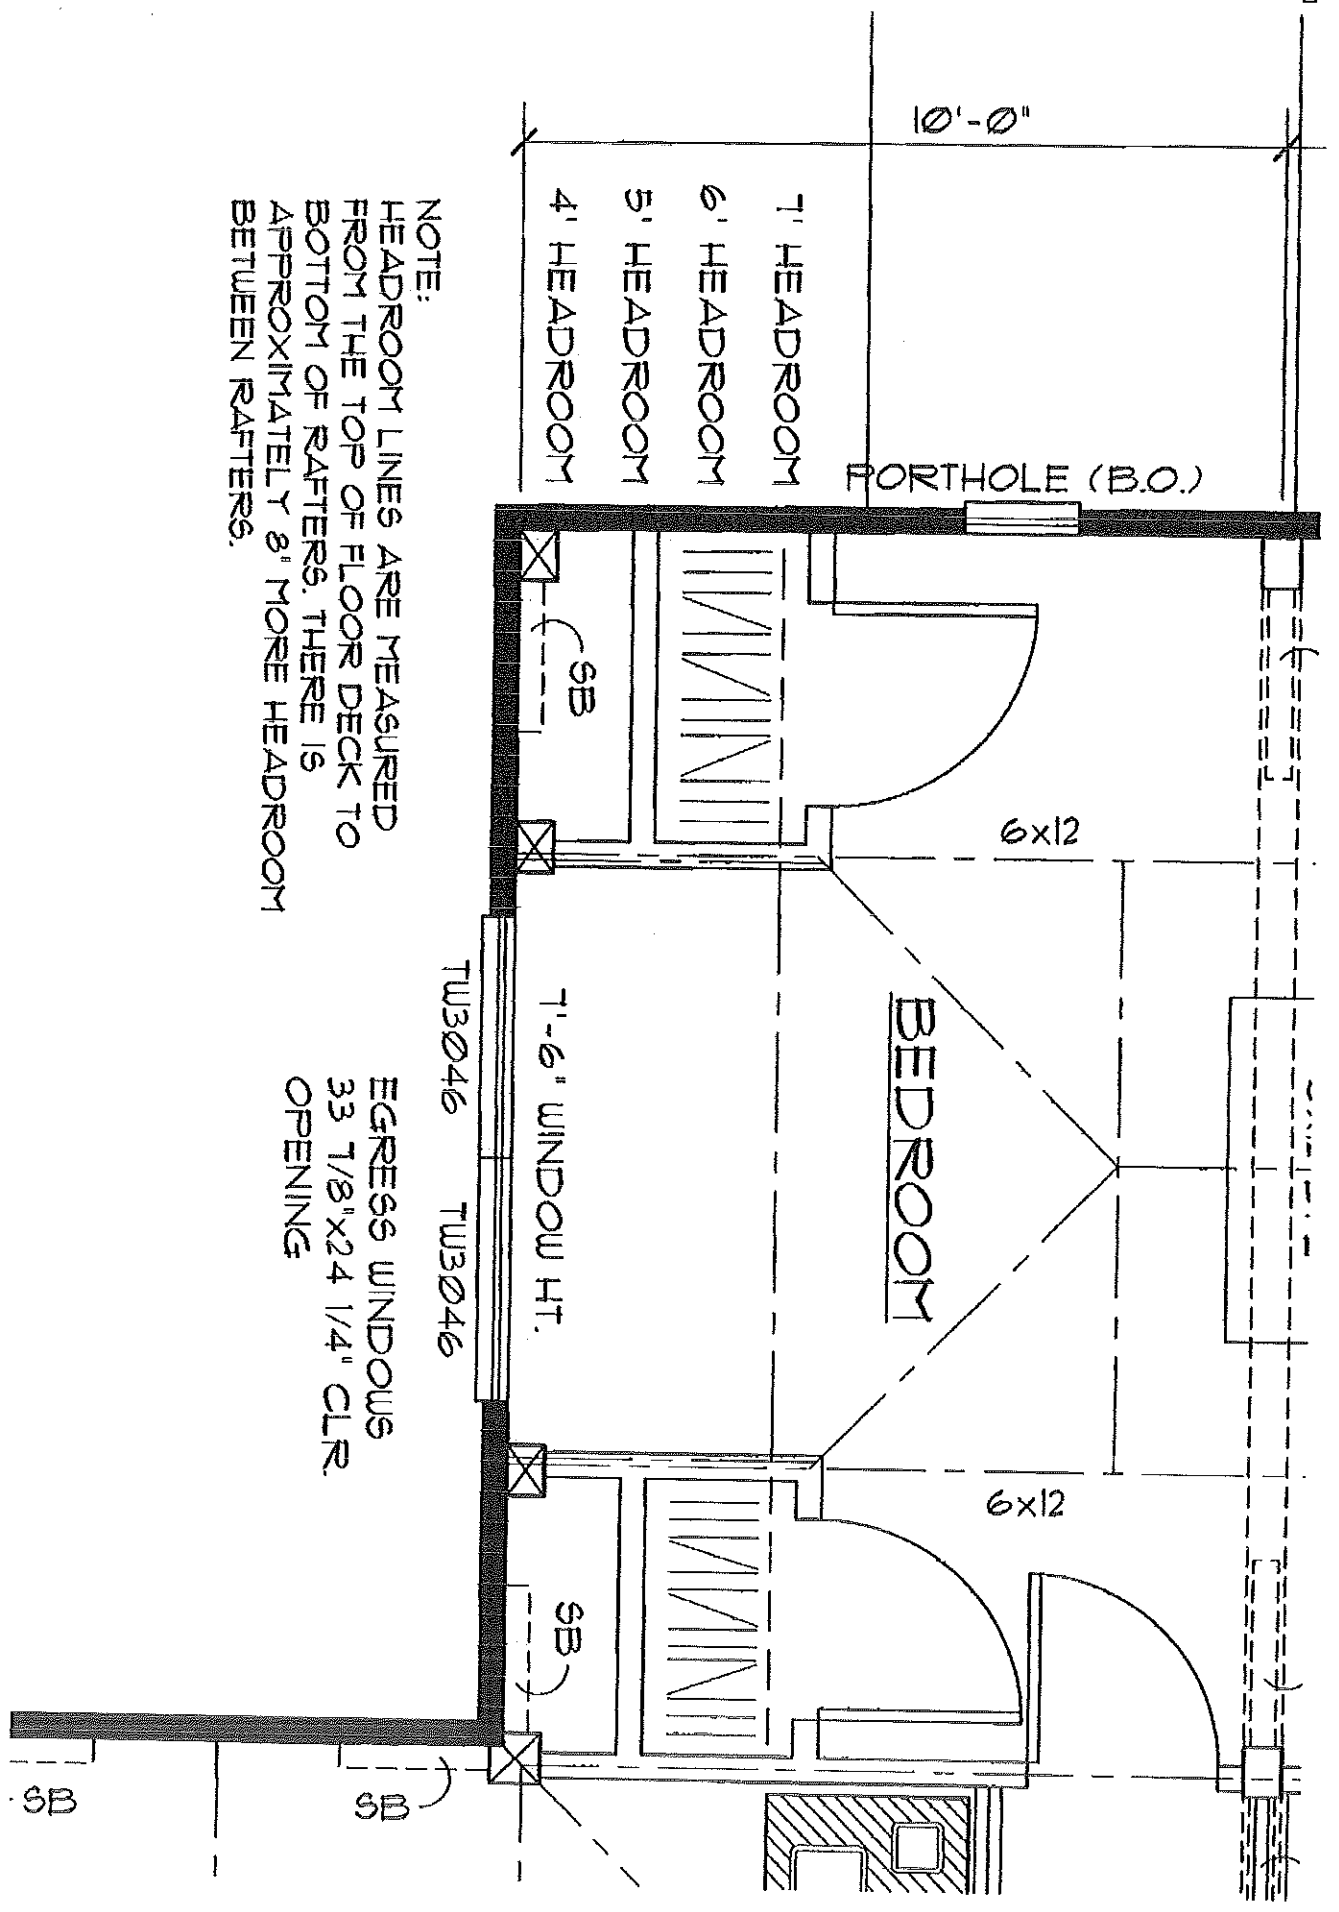 10'-0"
7' HEADROOM
6' HEADROOM
5' HEADROOM
4' HEADROOM
PORTHOLE (B.O.)
NOTE:
HEADROOM LINES ARE MEASURED
FROM THE TOP OF FLOOR DECK TO
BOTTOM OF RAFTERS. THERE IS
APPROXIMATELY 8" MORE HEADROOM
BETWEEN RAFTERS.
SB
6x12
BEDROOM
7'-6" WINDOW HT.
TW3046 TW3046
EGRESS WINDOWS
33 7/8"x24 1/4" CLR.
OPENING
6x12
SB
SB
SB